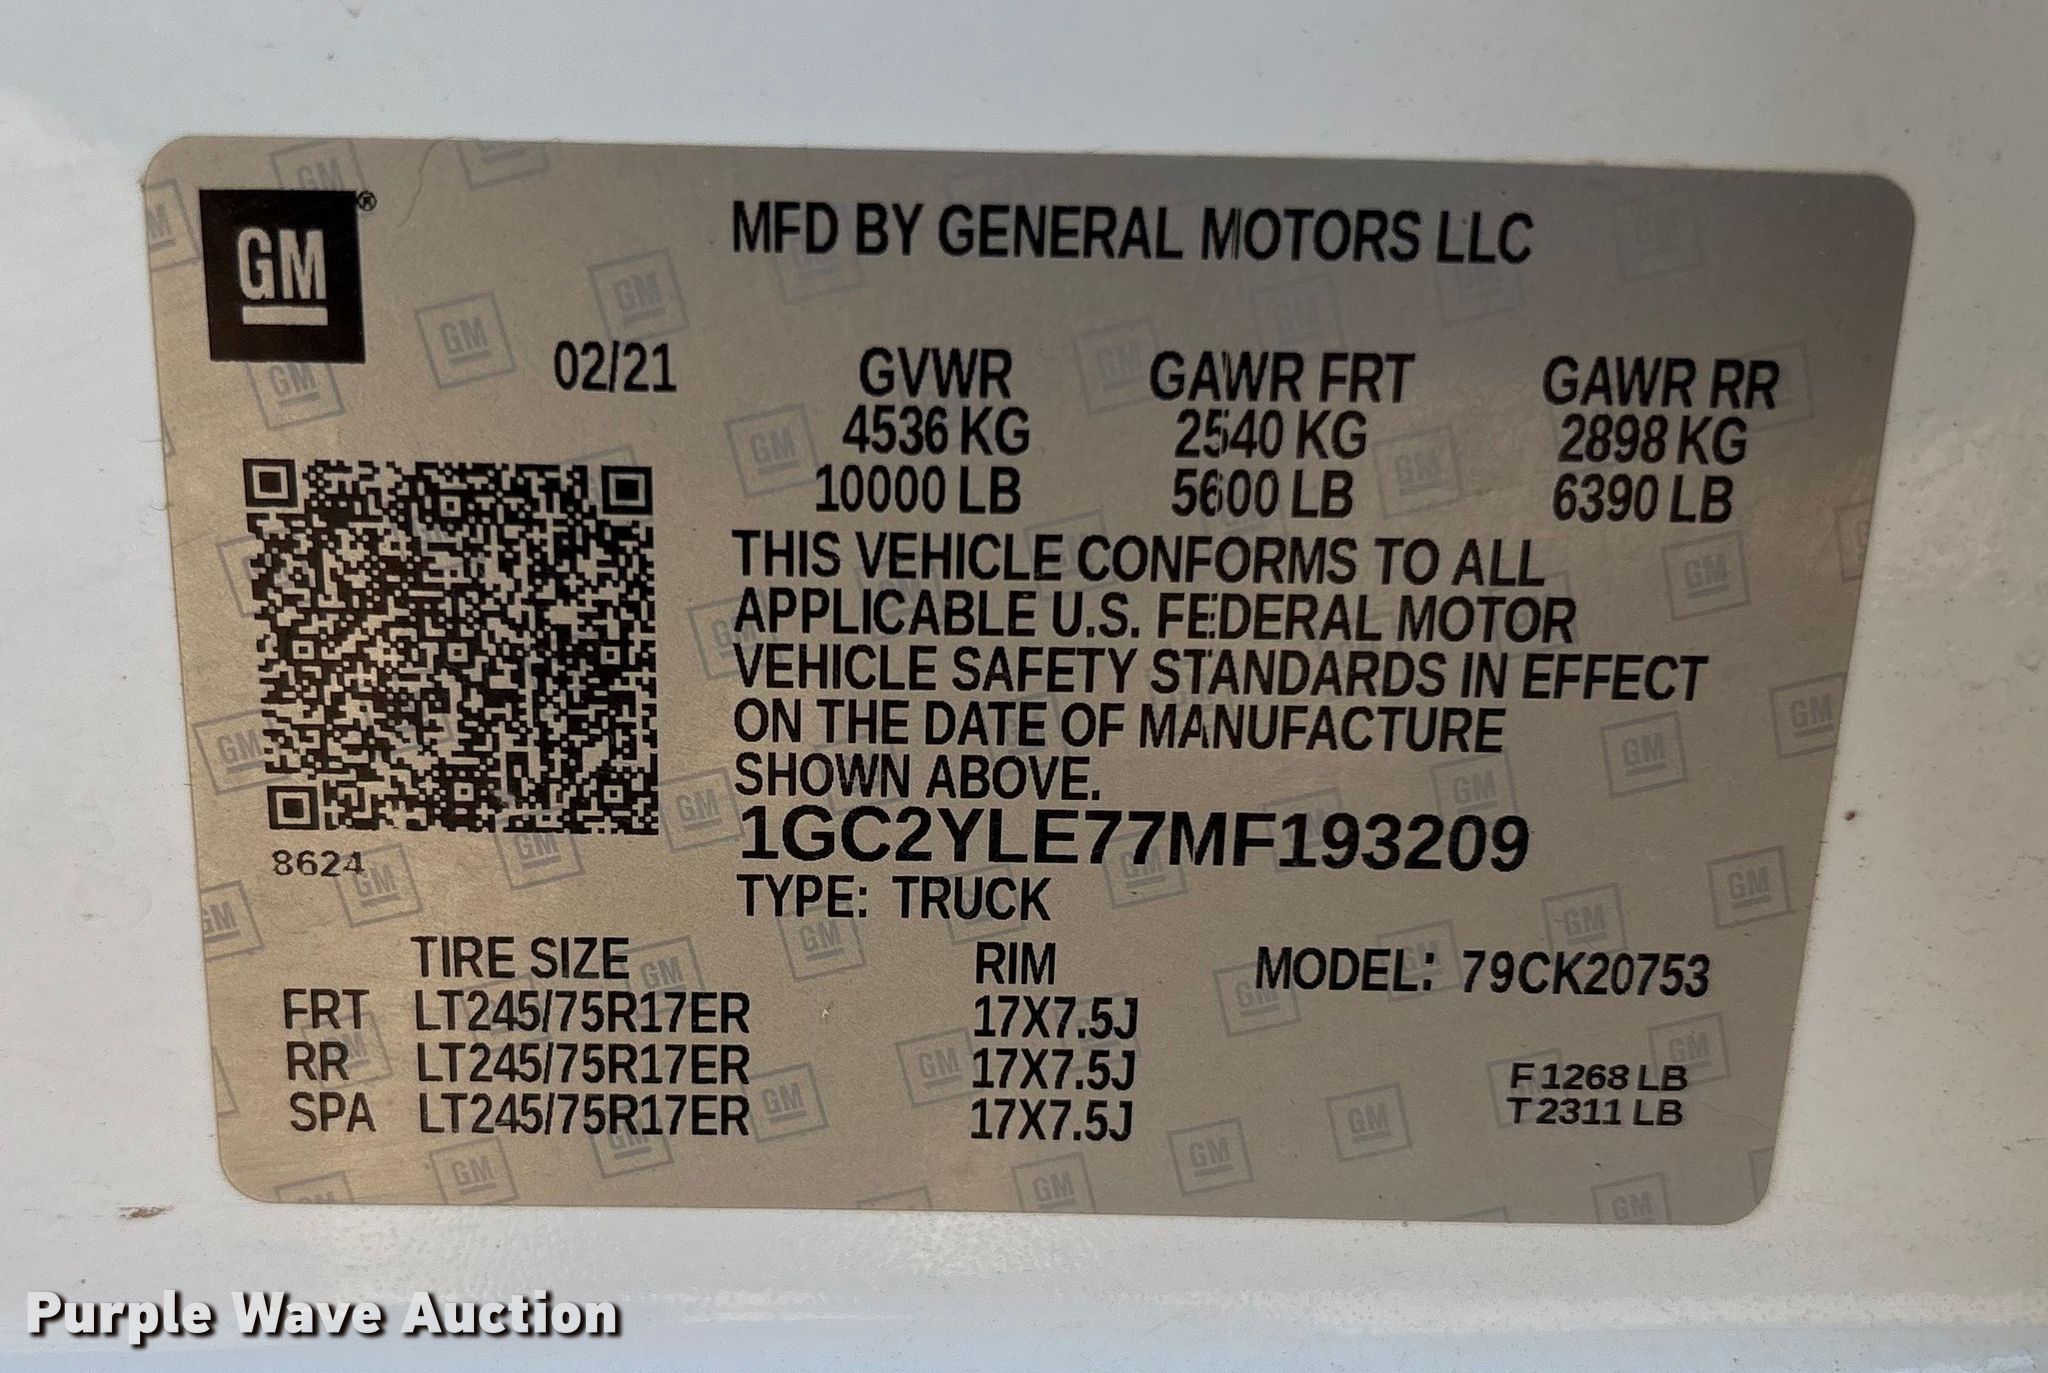 GM®
MFD BY GENERAL MOTORS LLC
02/21 GVWR GAWR FRT GAWR RR
4536 KG 2540 KG 2898 KG
10000 LB 5600 LB 6390 LB
THIS VEHICLE CONFORMS TO ALL
APPLICABLE U.S. FEDERAL MOTOR
VEHICLE SAFETY STANDARDS IN EFFECT
ON THE DATE OF MANUFACTURE
SHOWN ABOVE.
1GC2YLE77MF193209
8624
TYPE: TRUCK
TIRE SIZE RIM MODEL: 79CK20753
FRT LT245/75R17ER 17X7.5J
RR LT245/75R17ER 17X7.5J
SPA LT245/75R17ER 17X7.5J
F 1268 LB
T 2311 LB
Purple Wave Auction